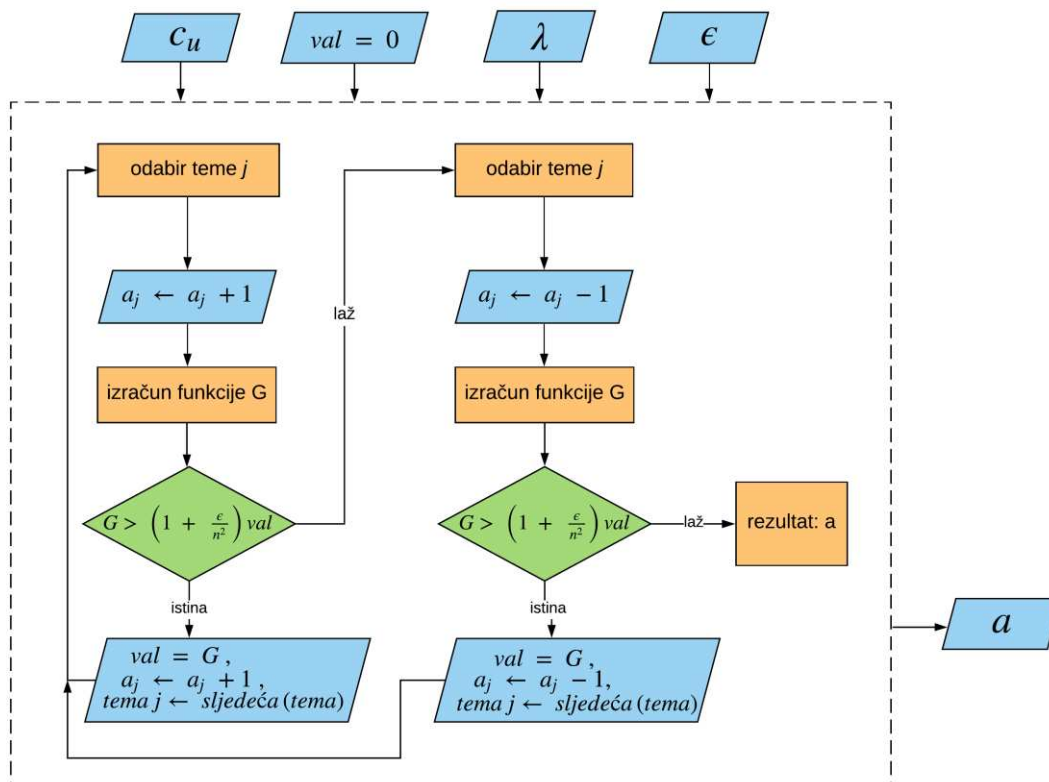 c_u
val = 0
λ
ϵ
odabir teme j
a_j ← a_j + 1
izračun funkcije G
G > (1 + ϵ/n²) val
istina
val = G ,
a_j ← a_j + 1 ,
tema j ← sljedeća (tema)
laž
odabir teme j
a_j ← a_j − 1
izračun funkcije G
G > (1 + ϵ/n²) val
laž
rezultat: a
istina
val = G ,
a_j ← a_j − 1,
tema j ← sljedeća (tema)
a